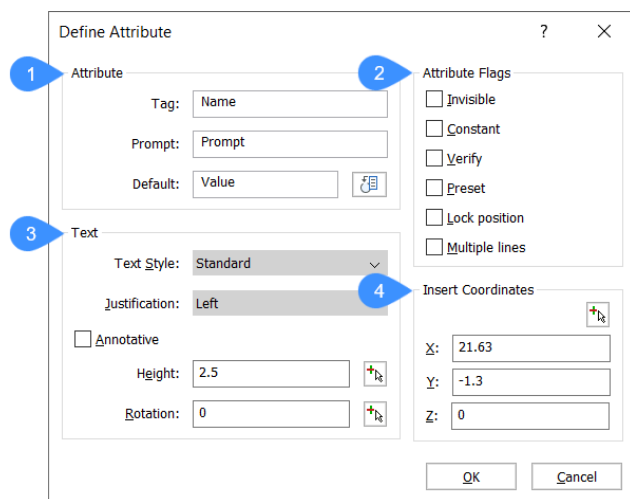 Define Attribute ? ×
1 Attribute
Tag: Name
Prompt: Prompt
Default: Value
2 Attribute Flags
Invisible
Constant
Verify
Preset
Lock position
Multiple lines
3 Text
Text Style: Standard
Justification: Left
Annotative
Height: 2.5
Rotation: 0
4 Insert Coordinates
X: 21.63
Y: -1.3
Z: 0
OK Cancel